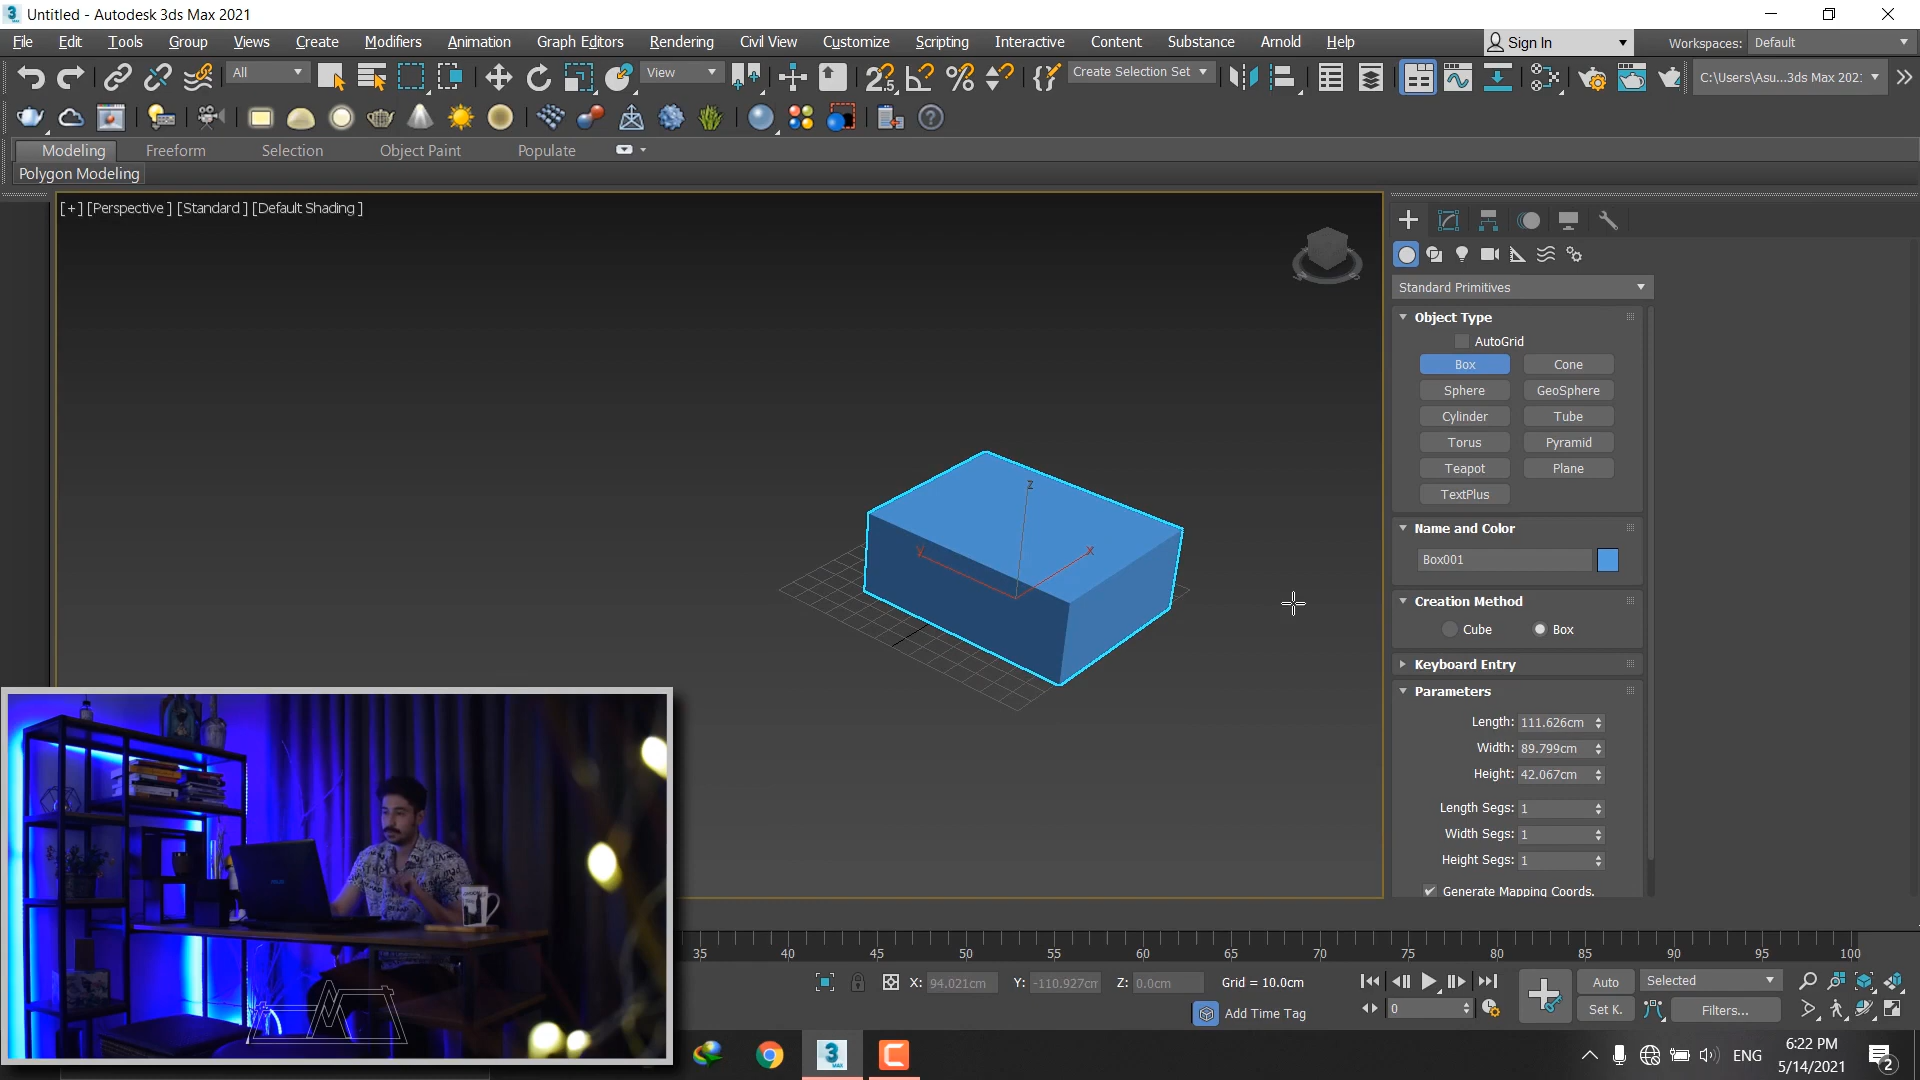 Untitled - Autodesk 3ds Max 2021
File Edit Tools Group Views Create Modifiers Animation Graph Editors Rendering Civil View Customize Scripting Interactive Content Substance Arnold Help Sign In Workspaces: Default
All View Create Selection Set C:\Users\Asu...3ds Max 202:
Modeling Freeform Selection Object Paint Populate
Polygon Modeling
[+] [Perspective] [Standard] [Default Shading]
Standard Primitives
Object Type
AutoGrid
Box Cone
Sphere GeoSphere
Cylinder Tube
Torus Pyramid
Teapot Plane
TextPlus
Name and Color
Box001
Creation Method
Cube Box
Keyboard Entry
Parameters
Length: 111.626cm
Width: 89.799cm
Height: 42.067cm
Length Segs: 1
Width Segs: 1
Height Segs: 1
Generate Mapping Coords.
z
y x
35 40 45 50 55 60 65 70 75 80 85 90 95 100
X: 94.021cm Y: -110.927cm Z: 0.0cm Grid = 10.0cm Auto Selected
Add Time Tag 0 Set K. Filters...
ENG 6:22 PM
5/14/2021 2